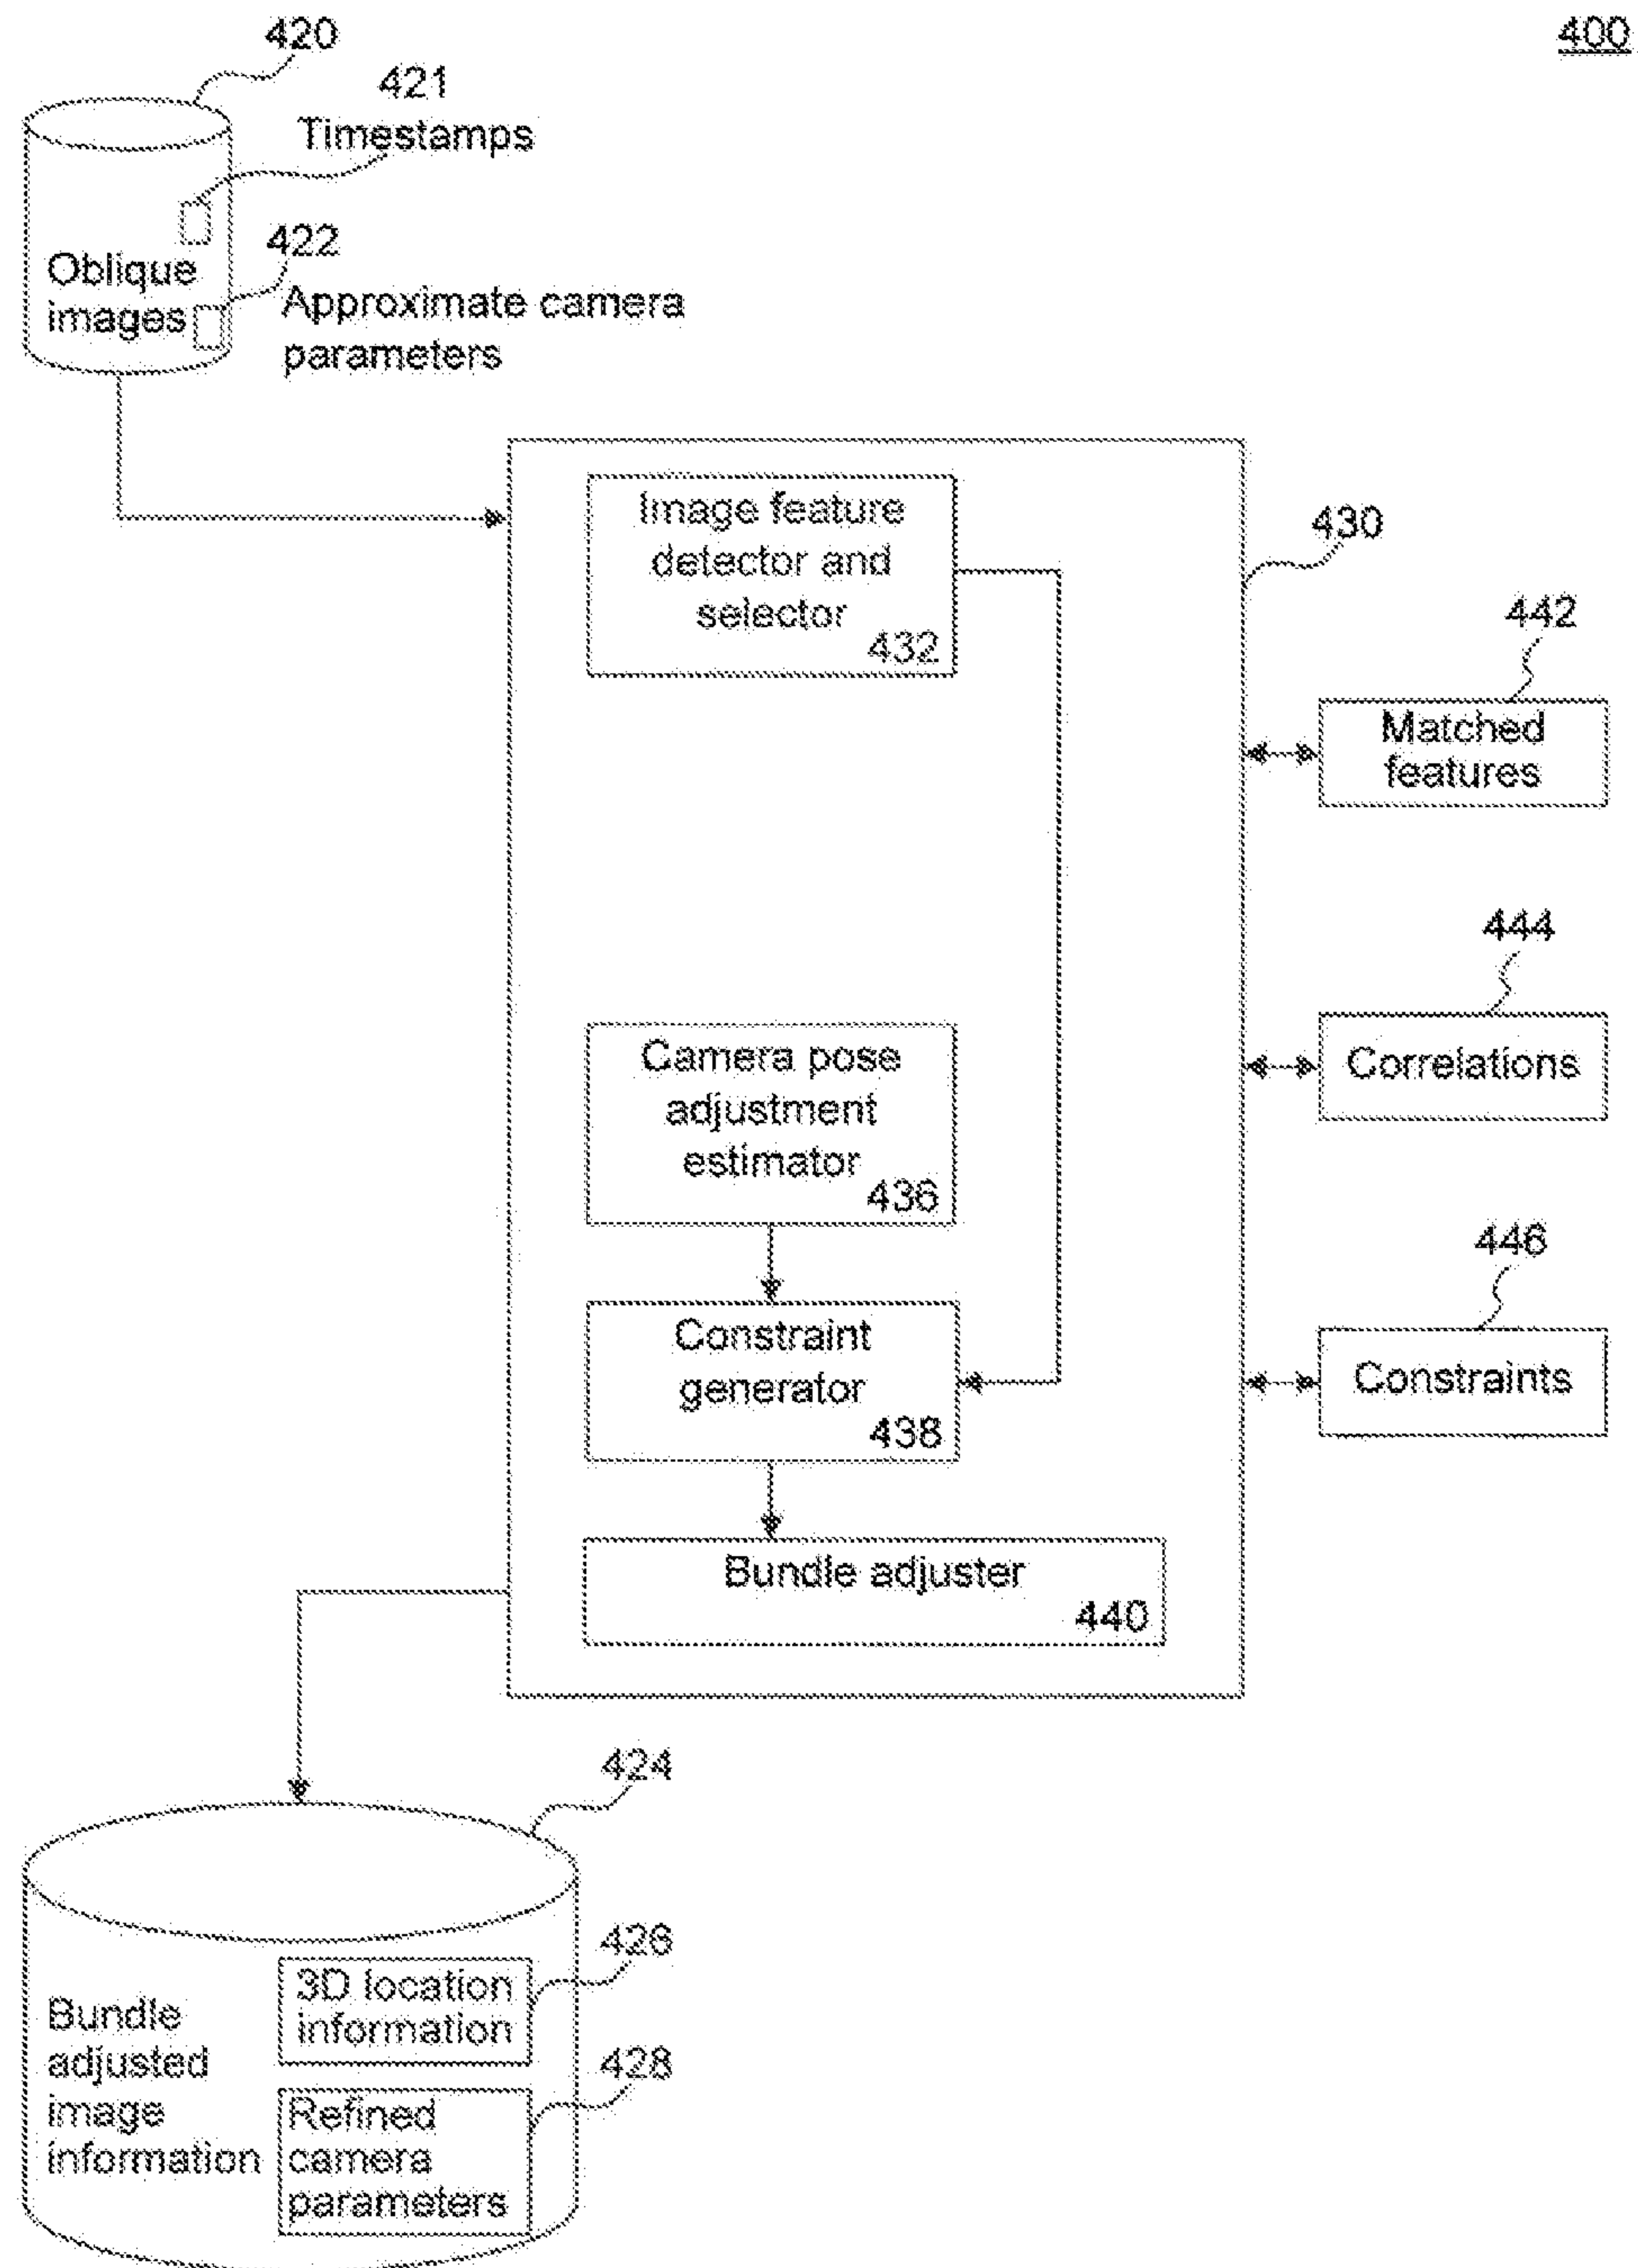 400
420
421
Timestamps
422
Oblique
images
Approximate camera
parameters
Image feature
detector and
selector
432
430
442
Matched
features
444
Correlations
Camera pose
adjustment
estimator
436
446
Constraints
Constraint
generator
438
Bundle adjuster
440
424
426
3D location
information
Bundle
adjusted
image
information
428
Refined
camera
parameters